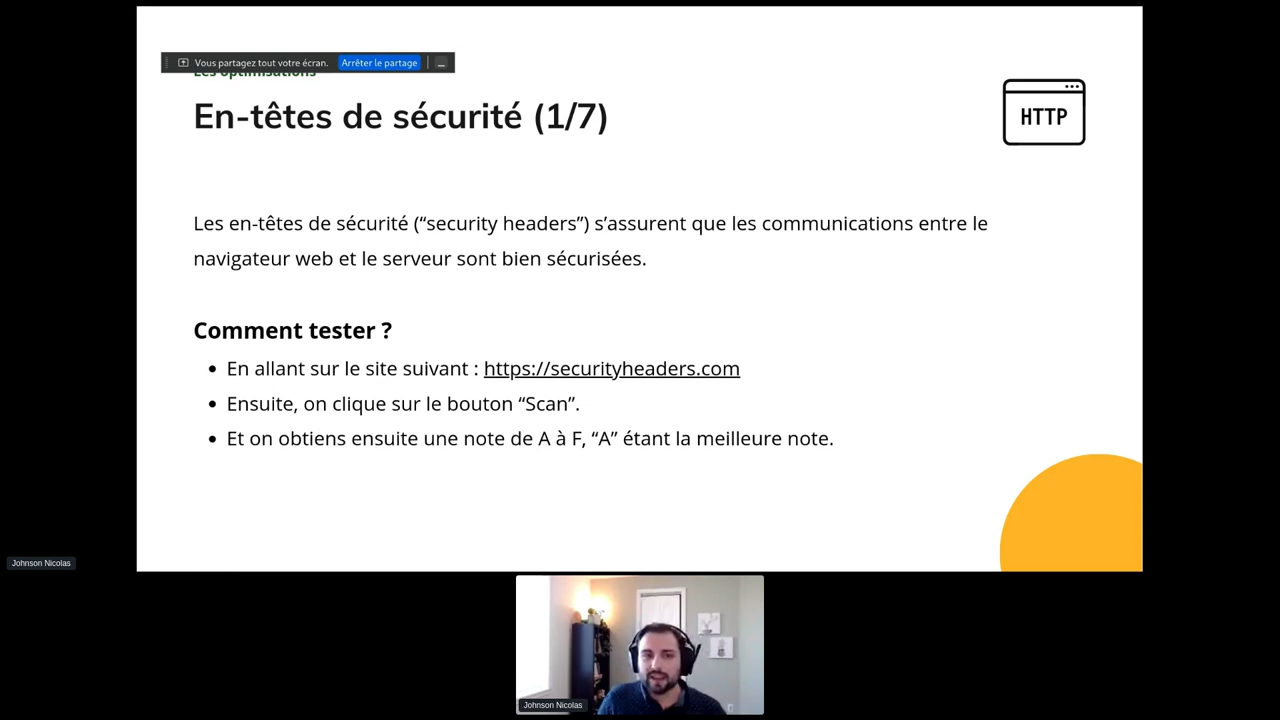 Vous partagez tout votre écran.
Arrêter le partage
Les optimisations
En-têtes de sécurité (1/7)
HTTP
Les en-têtes de sécurité (“security headers”) s’assurent que les communications entre le
navigateur web et le serveur sont bien sécurisées.
Comment tester ?
• En allant sur le site suivant : https://securityheaders.com
• Ensuite, on clique sur le bouton “Scan”.
• Et on obtiens ensuite une note de A à F, “A” étant la meilleure note.
Johnson Nicolas
Johnson Nicolas